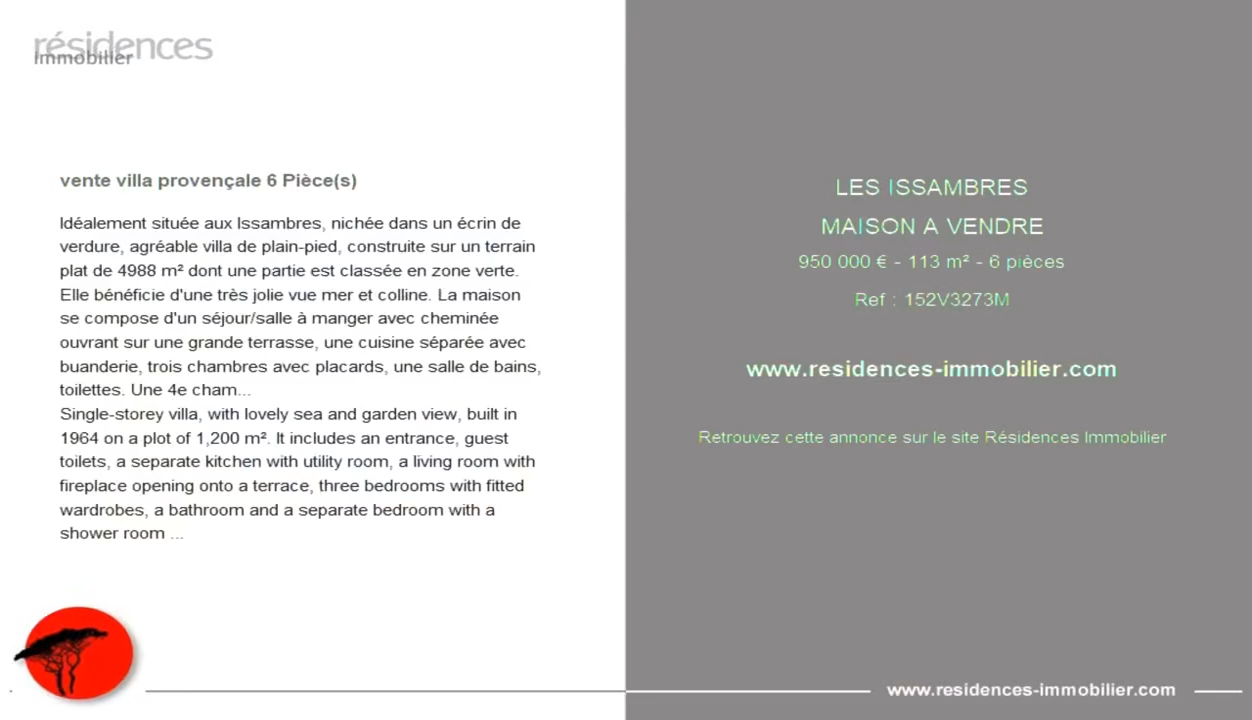 résidences
Immobilier
vente villa provençale 6 Pièce(s)
Idéalement située aux Issambres, nichée dans un écrin de
verdure, agréable villa de plain-pied, construite sur un terrain
plat de 4988 m² dont une partie est classée en zone verte.
Elle bénéficie d'une très jolie vue mer et colline. La maison
se compose d'un séjour/salle à manger avec cheminée
ouvrant sur une grande terrasse, une cuisine séparée avec
buanderie, trois chambres avec placards, une salle de bains,
toilettes. Une 4e cham...
Single-storey villa, with lovely sea and garden view, built in
1964 on a plot of 1,200 m². It includes an entrance, guest
toilets, a separate kitchen with utility room, a living room with
fireplace opening onto a terrace, three bedrooms with fitted
wardrobes, a bathroom and a separate bedroom with a
shower room ...
LES ISSAMBRES
MAISON A VENDRE
950 000 € - 113 m² - 6 pièces
Ref : 152V3273M
www.residences-immobilier.com
Retrouvez cette annonce sur le site Résidences Immobilier
www.residences-immobilier.com